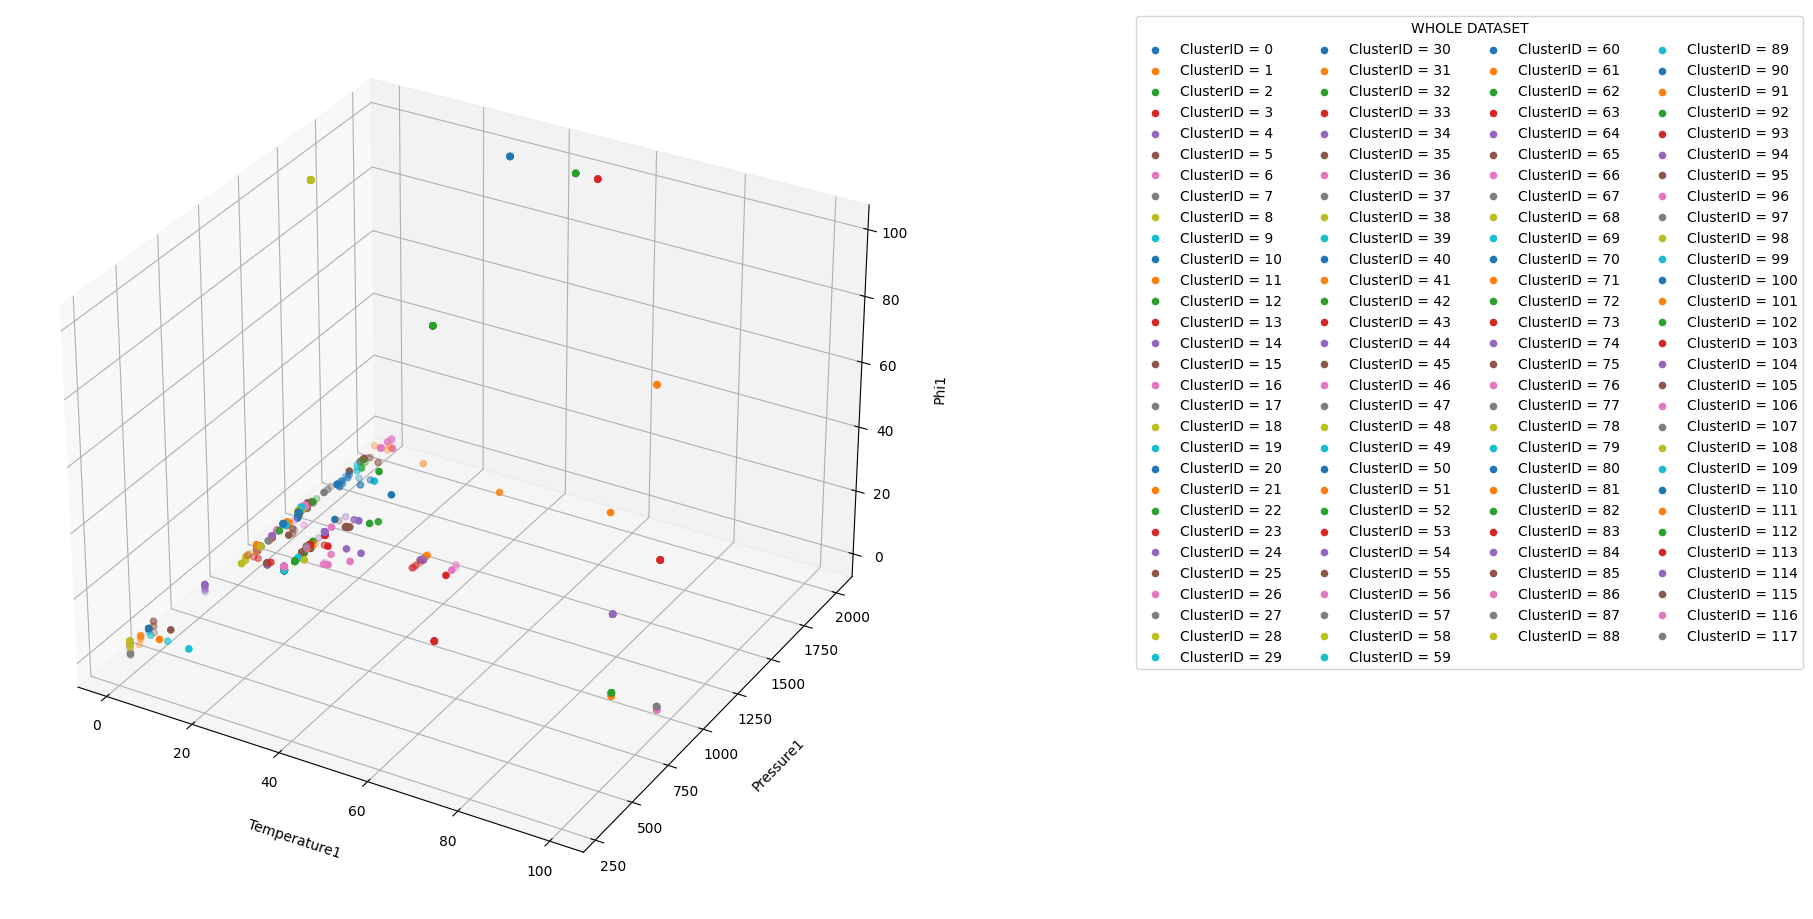 WHOLE DATASET
ClusterID = 0
ClusterID = 1
ClusterID = 2
ClusterID = 3
ClusterID = 4
ClusterID = 5
ClusterID = 6
ClusterID = 7
ClusterID = 8
ClusterID = 9
ClusterID = 10
ClusterID = 11
ClusterID = 12
ClusterID = 13
ClusterID = 14
ClusterID = 15
ClusterID = 16
ClusterID = 17
ClusterID = 18
ClusterID = 19
ClusterID = 20
ClusterID = 21
ClusterID = 22
ClusterID = 23
ClusterID = 24
ClusterID = 25
ClusterID = 26
ClusterID = 27
ClusterID = 28
ClusterID = 29
ClusterID = 30
ClusterID = 31
ClusterID = 32
ClusterID = 33
ClusterID = 34
ClusterID = 35
ClusterID = 36
ClusterID = 37
ClusterID = 38
ClusterID = 39
ClusterID = 40
ClusterID = 41
ClusterID = 42
ClusterID = 43
ClusterID = 44
ClusterID = 45
ClusterID = 46
ClusterID = 47
ClusterID = 48
ClusterID = 49
ClusterID = 50
ClusterID = 51
ClusterID = 52
ClusterID = 53
ClusterID = 54
ClusterID = 55
ClusterID = 56
ClusterID = 57
ClusterID = 58
ClusterID = 59
ClusterID = 60
ClusterID = 61
ClusterID = 62
ClusterID = 63
ClusterID = 64
ClusterID = 65
ClusterID = 66
ClusterID = 67
ClusterID = 68
ClusterID = 69
ClusterID = 70
ClusterID = 71
ClusterID = 72
ClusterID = 73
ClusterID = 74
ClusterID = 75
ClusterID = 76
ClusterID = 77
ClusterID = 78
ClusterID = 79
ClusterID = 80
ClusterID = 81
ClusterID = 82
ClusterID = 83
ClusterID = 84
ClusterID = 85
ClusterID = 86
ClusterID = 87
ClusterID = 88
ClusterID = 89
ClusterID = 90
ClusterID = 91
ClusterID = 92
ClusterID = 93
ClusterID = 94
ClusterID = 95
ClusterID = 96
ClusterID = 97
ClusterID = 98
ClusterID = 99
ClusterID = 100
ClusterID = 101
ClusterID = 102
ClusterID = 103
ClusterID = 104
ClusterID = 105
ClusterID = 106
ClusterID = 107
ClusterID = 108
ClusterID = 109
ClusterID = 110
ClusterID = 111
ClusterID = 112
ClusterID = 113
ClusterID = 114
ClusterID = 115
ClusterID = 116
ClusterID = 117
100
80
60
40
20
0
Phi1
2000
1750
1500
1250
1000
750
500
250
Pressure1
0
20
40
60
80
100
Temperature1